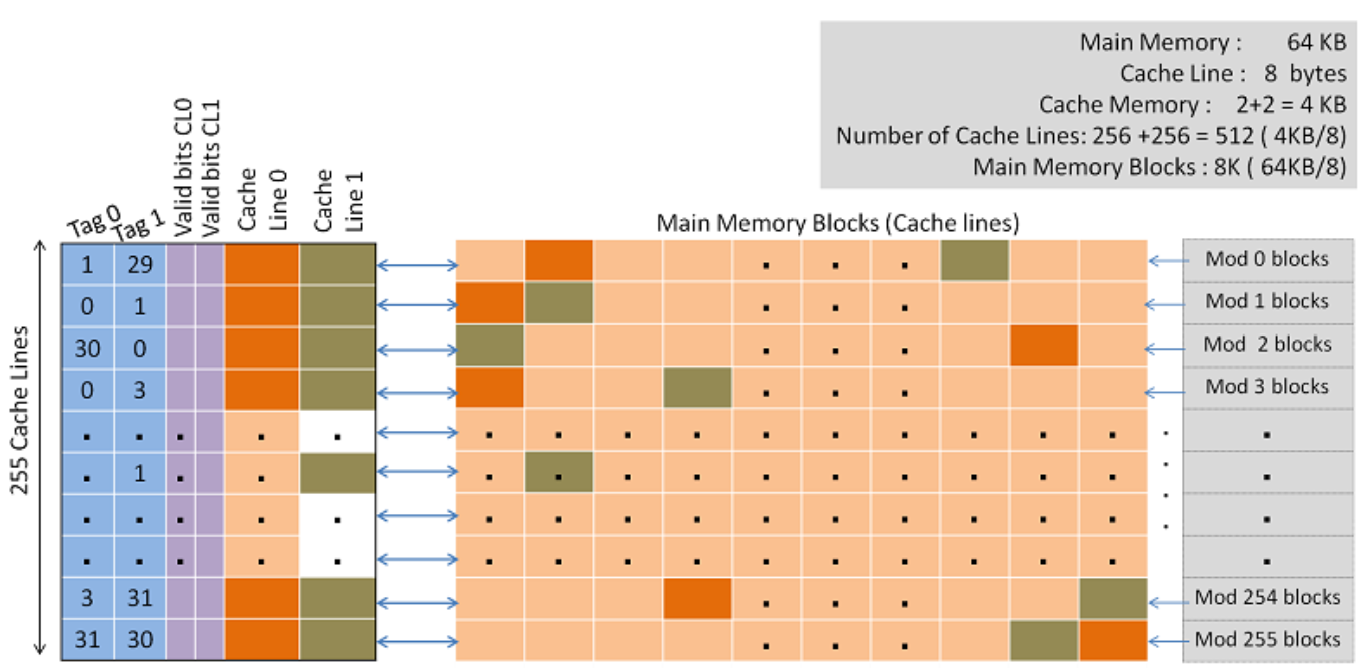 Main Memory : 64 KB
Cache Line : 8 bytes
Cache Memory : 2+2 = 4 KB
Number of Cache Lines: 256 +256 = 512 ( 4KB/8)
Main Memory Blocks : 8K ( 64KB/8)
Tag 0
Tag 1
Valid bits CL0
Valid bits CL1
Cache
Line 0
Cache
Line 1
Main Memory Blocks (Cache lines)
255 Cache Lines
1 29
Mod 0 blocks
0 1
Mod 1 blocks
30 0
Mod 2 blocks
0 3
Mod 3 blocks
1
3 31
Mod 254 blocks
31 30
Mod 255 blocks